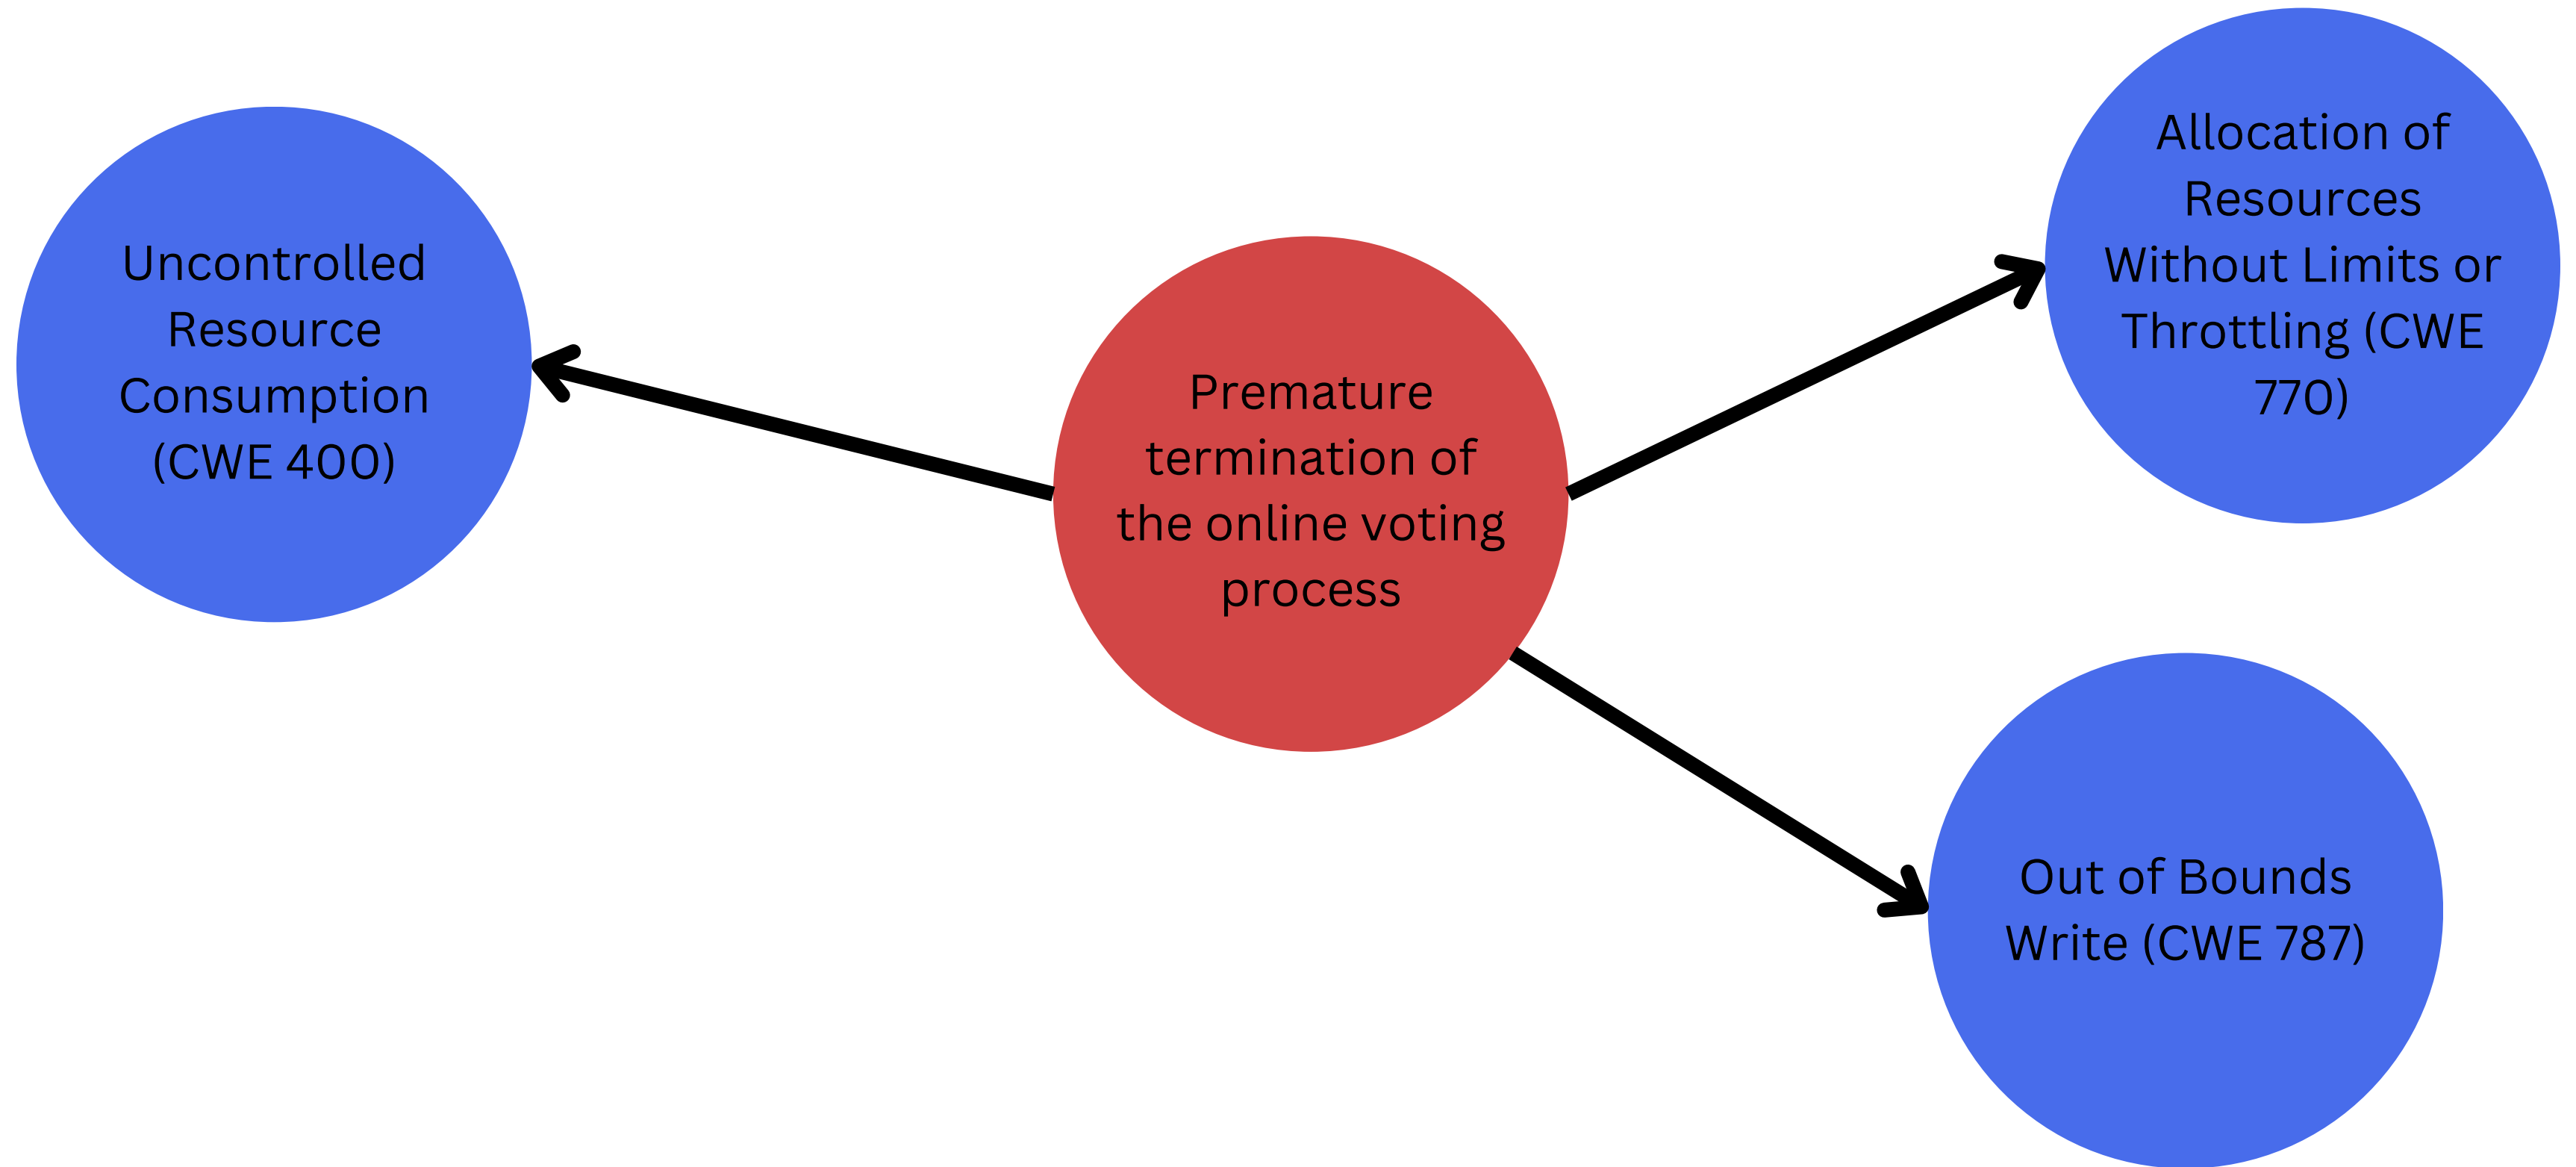 Uncontrolled
Resource
Consumption
(CWE 400)
Premature
termination of
the online voting
process
Allocation of
Resources
Without Limits or
Throttling (CWE
770)
Out of Bounds
Write (CWE 787)